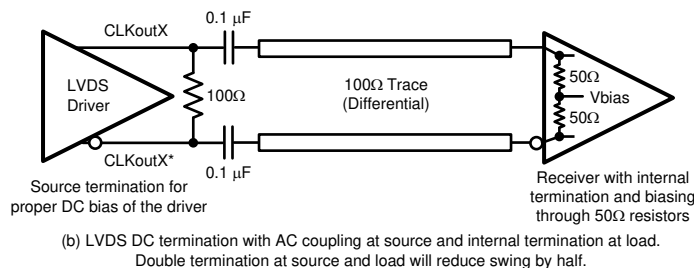 0.1 µF
CLKoutX
LVDS
Driver
100Ω
100Ω Trace
(Differential)
50Ω
Vbias
50Ω
CLKoutX*
0.1 µF
Source termination for
proper DC bias of the driver
Receiver with internal
termination and biasing
through 50Ω resistors
(b) LVDS DC termination with AC coupling at source and internal termination at load.
Double termination at source and load will reduce swing by half.